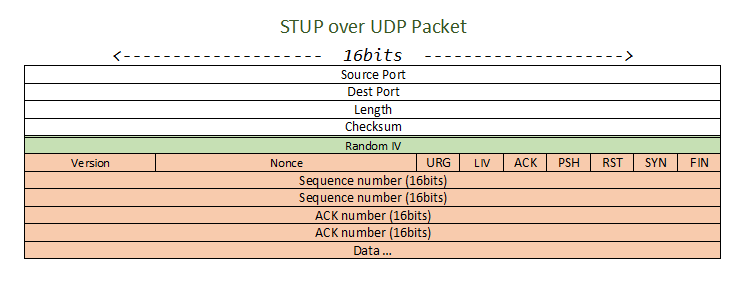 STUP over UDP Packet
<-------------------- 16bits -------------------->
Source Port
Dest Port
Length
Checksum
Random IV
Version Nonce URG LIV ACK PSH RST SYN FIN
Sequence number (16bits)
Sequence number (16bits)
ACK number (16bits)
ACK number (16bits)
Data ...